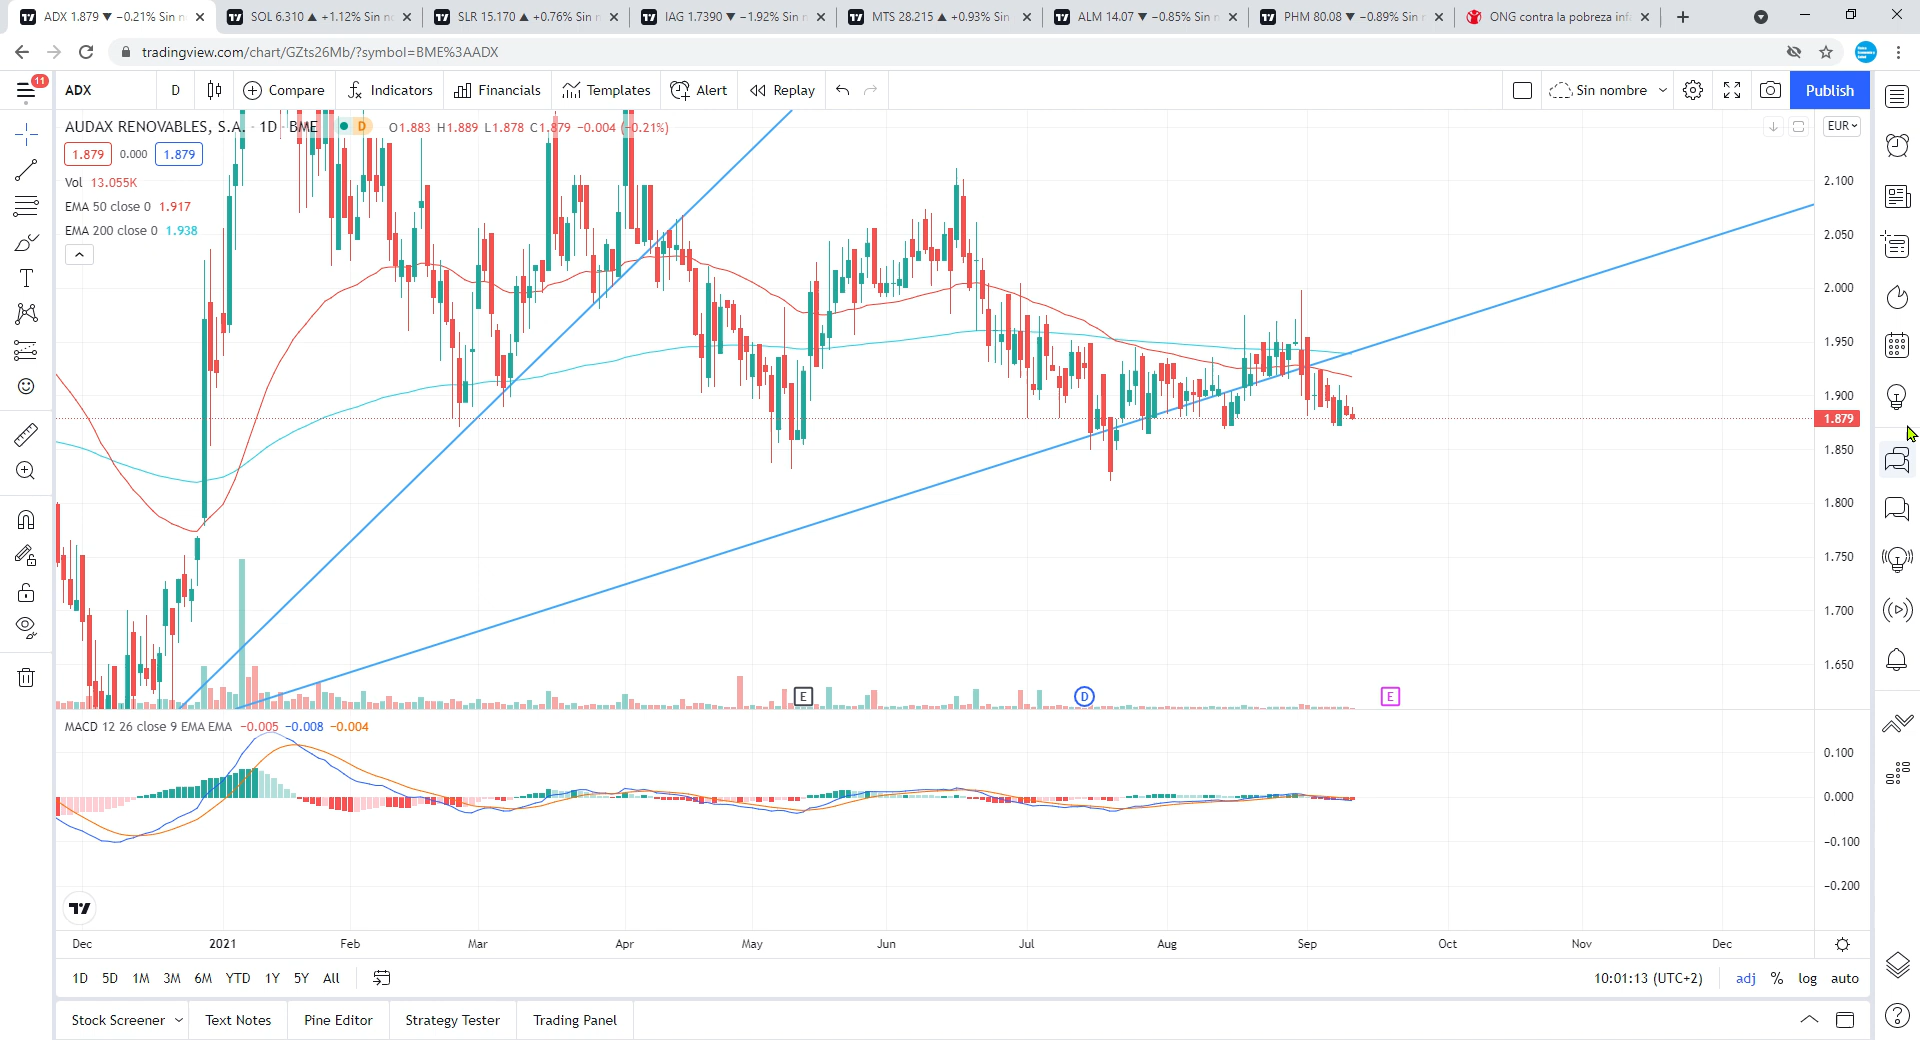 ADX 1.879 ▼ −0.21% Sin n
SOL 6.310 ▲ +1.12% Sin no
SLR 15.170 ▲ +0.76% Sin n
IAG 1.7390 ▼ −1.92% Sin n
MTS 28.215 ▲ +0.93% Sin
ALM 14.07 ▼ −0.85% Sin n
PHM 80.08 ▼ −0.89% Sin
ONG contra la pobreza inf
tradingview.com/chart/GZts26Mb/?symbol=BME%3AADX
11
ADX
D
Compare
Indicators
Financials
Templates
Alert
Replay
Sin nombre
Publish
AUDAX RENOVABLES, S.A. · 1D · BME
D
O1.883 H1.889 L1.878 C1.879 −0.004 (−0.21%)
EUR
1.879 0.000 1.879
Vol 13.055K
EMA 50 close 0 1.917
EMA 200 close 0 1.938
2.100
2.050
2.000
1.950
1.900
1.879
1.850
1.800
1.750
1.700
1.650
E
D
E
MACD 12 26 close 9 EMA EMA −0.005 −0.008 −0.004
0.100
0.000
-0.100
-0.200
Dec 2021 Feb Mar Apr May Jun Jul Aug Sep Oct Nov Dec
1D 5D 1M 3M 6M YTD 1Y 5Y All
10:01:13 (UTC+2) adj % log auto
Stock Screener Text Notes Pine Editor Strategy Tester Trading Panel